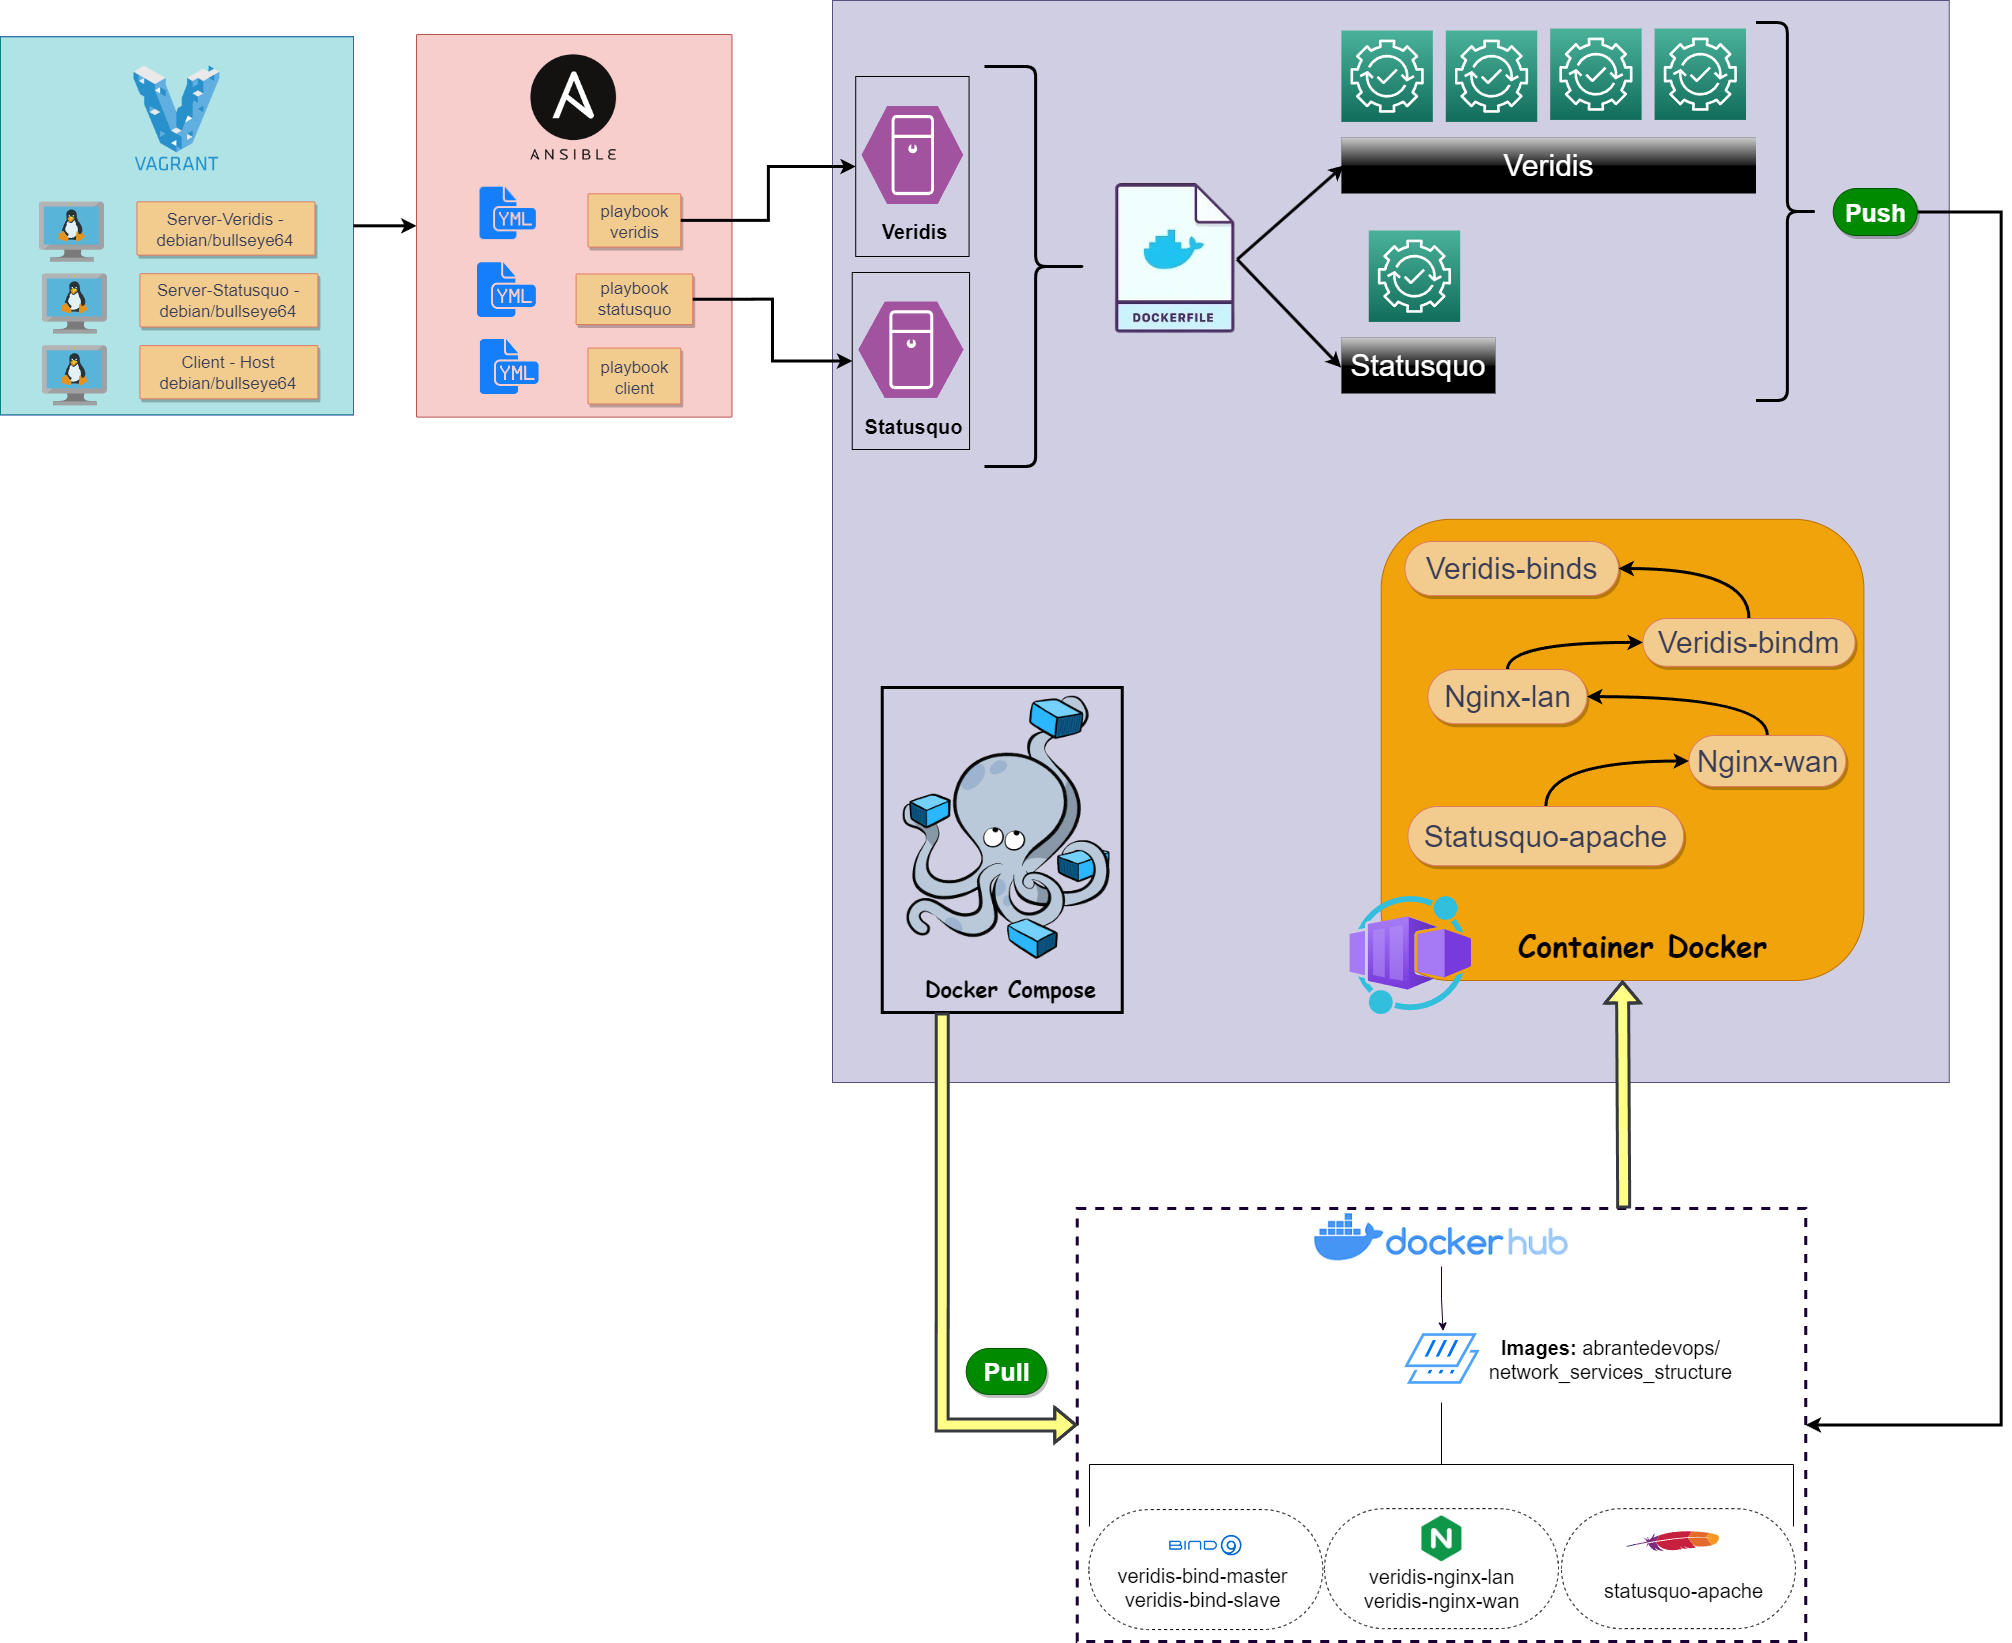 VAGRANT
Server-Veridis -
debian/bullseye64
Server-Statusquo -
debian/bullseye64
Client - Host
debian/bullseye64
ANSIBLE
YML
playbook
veridis
YML
playbook
statusquo
YML
playbook
client
Veridis
Statusquo
DOCKERFILE
Veridis
Statusquo
Push
Veridis-binds
Veridis-bindm
Nginx-lan
Nginx-wan
Statusquo-apache
Container Docker
Docker Compose
Pull
dockerhub
Images: abrantedevops/
network_services_structure
BIND 9
veridis-bind-master
veridis-bind-slave
N
veridis-nginx-lan
veridis-nginx-wan
statusquo-apache